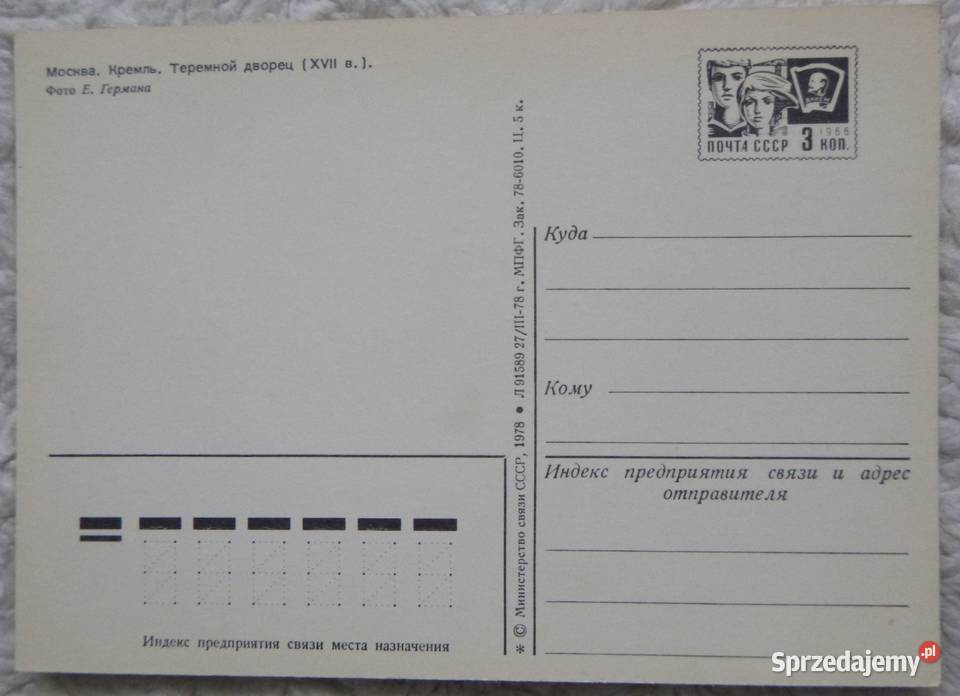 Москва. Кремль. Теремной дворец (XVII в.).
Фото Е. Германа
ПОЧТА СССР 3 КОП.
1966
Куда
Кому
Индекс предприятия связи и адрес
отправителя
* © Министерство связи СССР, 1978 ● Л 91589 27/III-78 г. МПФГ. Зак. 78-6010. Ц. 5 к.
Индекс предприятия связи места назначения
Sprzedajemy.pl